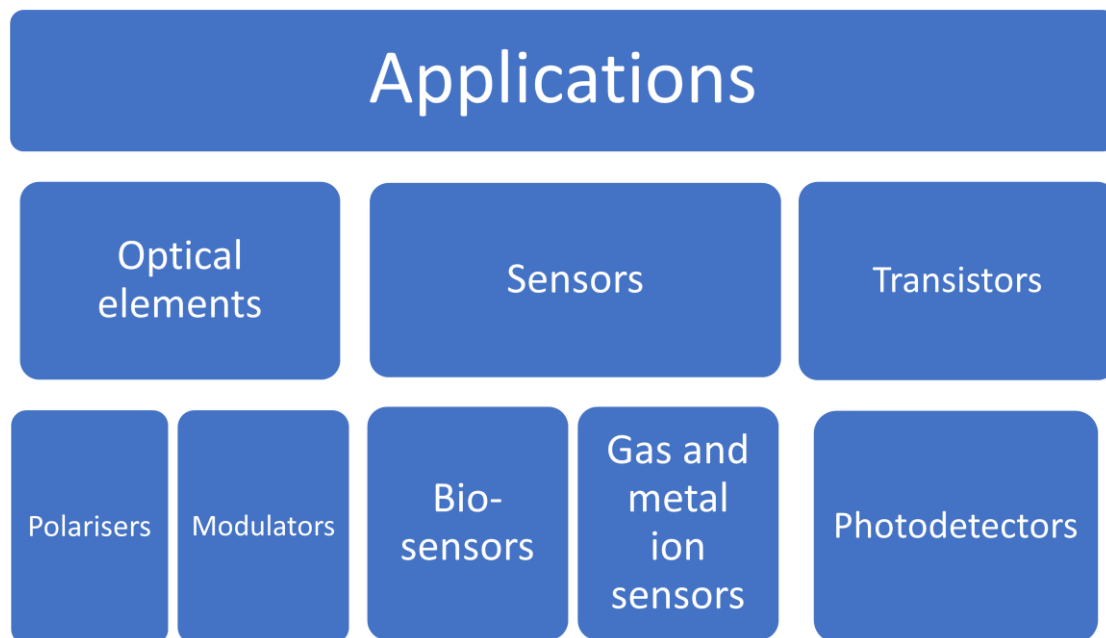 Applications
Optical
elements
Sensors
Transistors
Polarisers
Modulators
Bio-
sensors
Gas and
metal
ion
sensors
Photodetectors